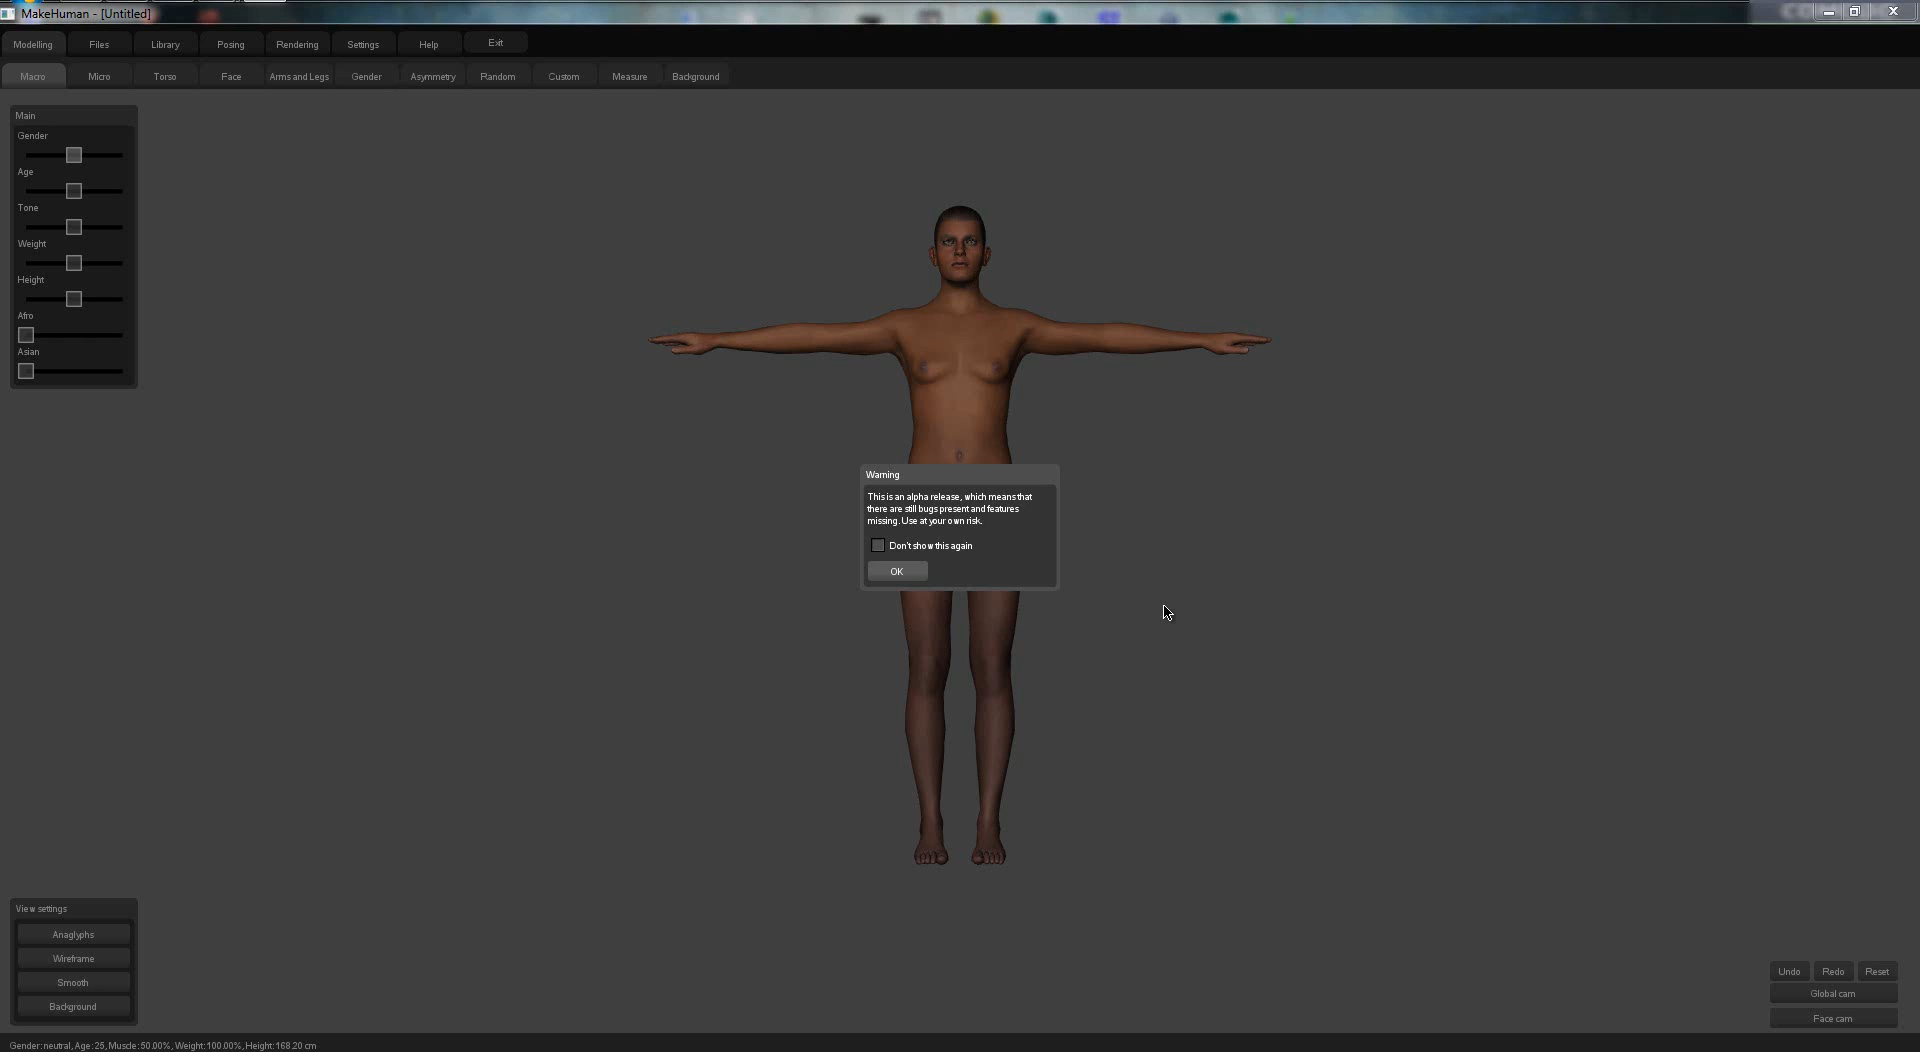 MakeHuman - [Untitled]
Modelling Files Library Posing Rendering Settings Help Exit
Macro Micro Torso Face Arms and Legs Gender Asymmetry Random Custom Measure Background
Main
Gender
Age
Tone
Weight
Height
Afro
Asian
Warning
This is an alpha release, which means that
there are still bugs present and features
missing. Use at your own risk.
Don't show this again
OK
View settings
Anaglyphs
Wireframe
Smooth
Background
Undo Redo Reset
Global cam
Face cam
Gender: neutral, Age: 25, Muscle: 50.00%, Weight: 100.00%, Height: 168.20 cm